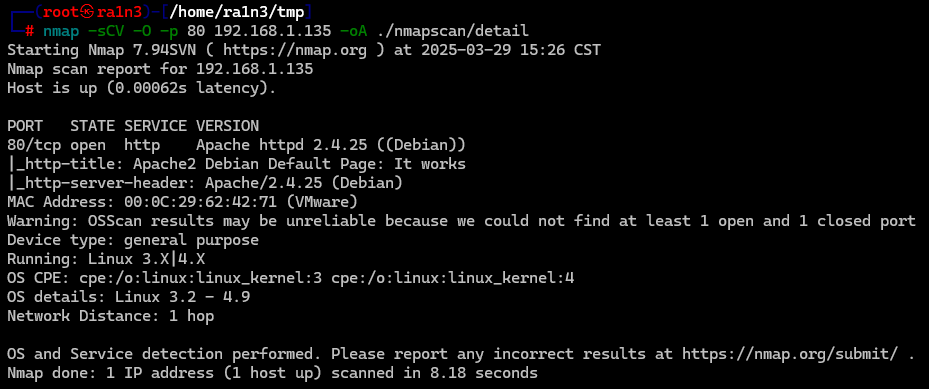 ┌──(root㉿ra1n3)-[/home/ra1n3/tmp]
└─# nmap -sCV -O -p 80 192.168.1.135 -oA ./nmapscan/detail
Starting Nmap 7.94SVN ( https://nmap.org ) at 2025-03-29 15:26 CST
Nmap scan report for 192.168.1.135
Host is up (0.00062s latency).

PORT   STATE SERVICE VERSION
80/tcp open  http    Apache httpd 2.4.25 ((Debian))
|_http-title: Apache2 Debian Default Page: It works
|_http-server-header: Apache/2.4.25 (Debian)
MAC Address: 00:0C:29:62:42:71 (VMware)
Warning: OSScan results may be unreliable because we could not find at least 1 open and 1 closed port
Device type: general purpose
Running: Linux 3.X|4.X
OS CPE: cpe:/o:linux:linux_kernel:3 cpe:/o:linux:linux_kernel:4
OS details: Linux 3.2 - 4.9
Network Distance: 1 hop

OS and Service detection performed. Please report any incorrect results at https://nmap.org/submit/ .
Nmap done: 1 IP address (1 host up) scanned in 8.18 seconds